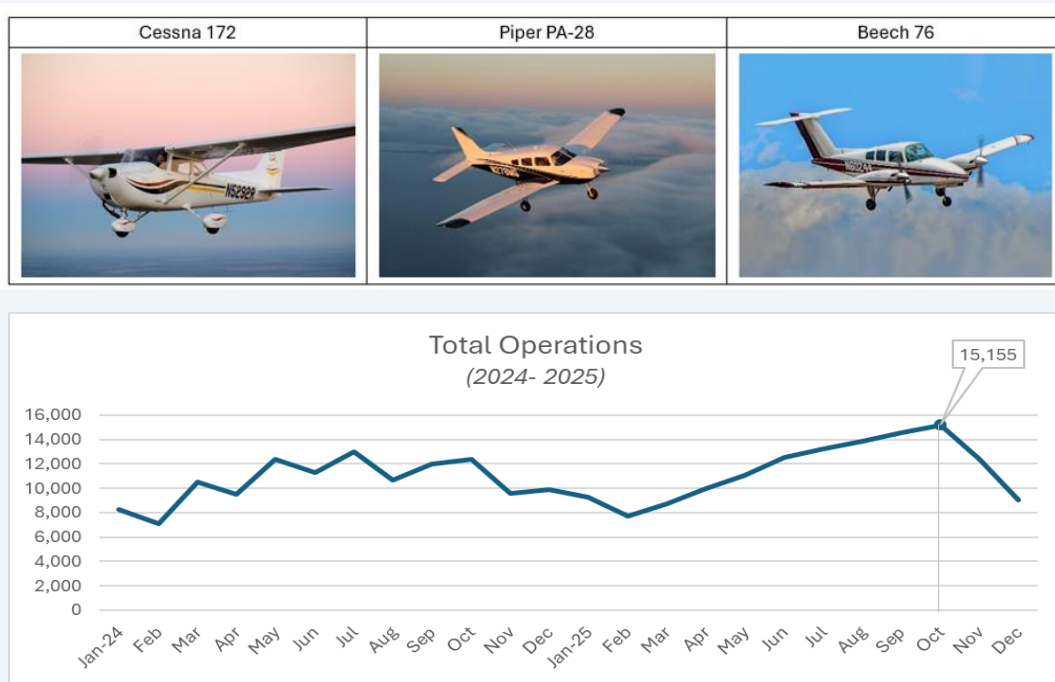 Cessna 172
Piper PA-28
Beech 76
N5292R
Total Operations
(2024- 2025)
15,155
16,000
14,000
12,000
10,000
8,000
6,000
4,000
2,000
0
Jan-24 Feb Mar Apr May Jun Jul Aug Sep Oct Nov Dec Jan-25 Feb Mar Apr May Jun Jul Aug Sep Oct Nov Dec